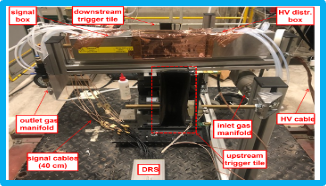 signal
box
downstream
trigger tile
HV distr.
box
outlet gas
manifold
inlet gas
manifold
HV cable
signal cables
(40 cm)
upstream
trigger tile
DRS